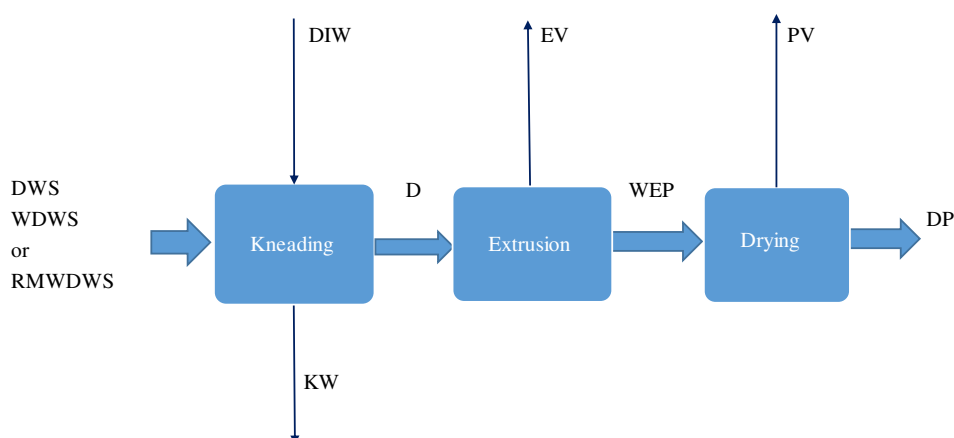 DIW
EV
PV
DWS
WDWS
or
RMWDWS
Kneading
D
Extrusion
WEP
Drying
DP
KW